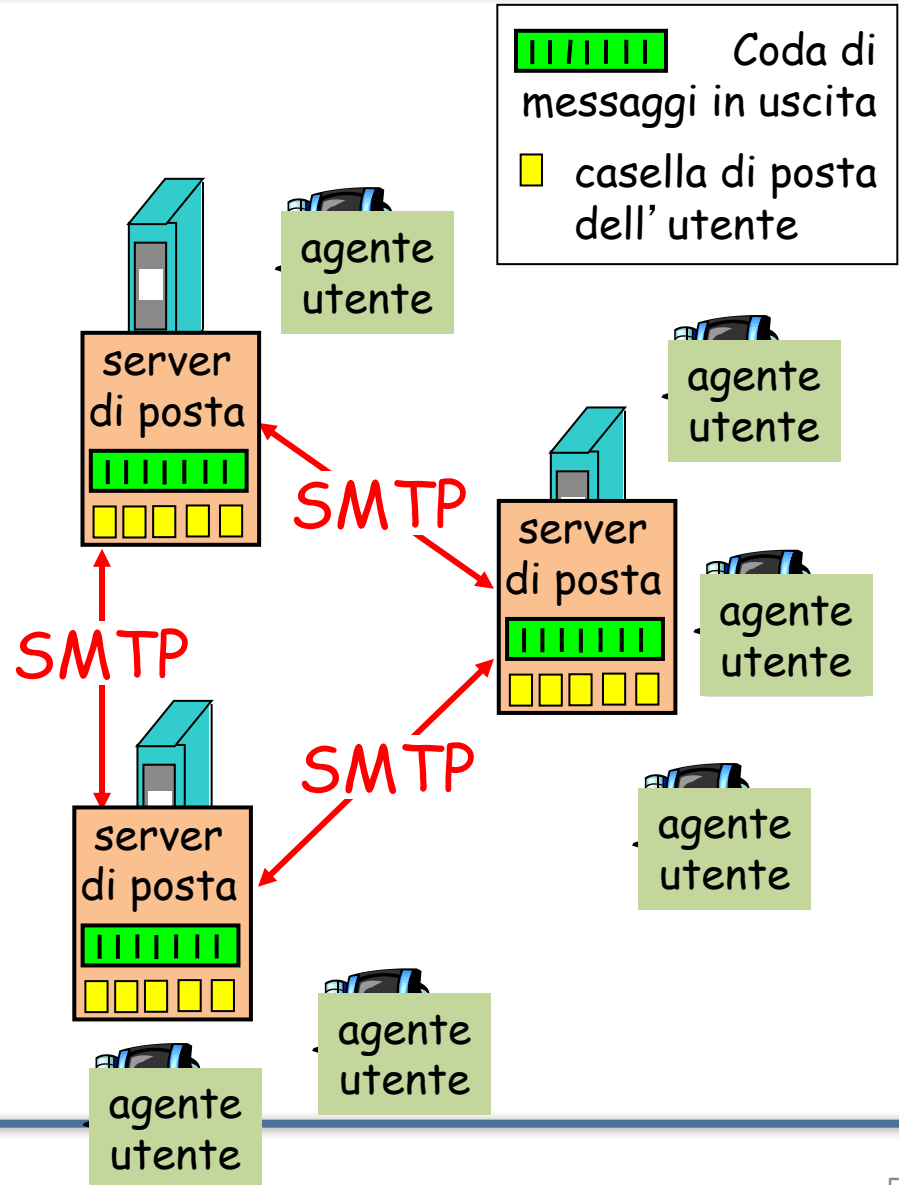 Coda di
messaggi in uscita
casella di posta
dell’utente
agente
utente
server
di posta
agente
utente
SMTP
server
di posta
agente
utente
SMTP
SMTP
agente
utente
server
di posta
agente
utente
agente
utente